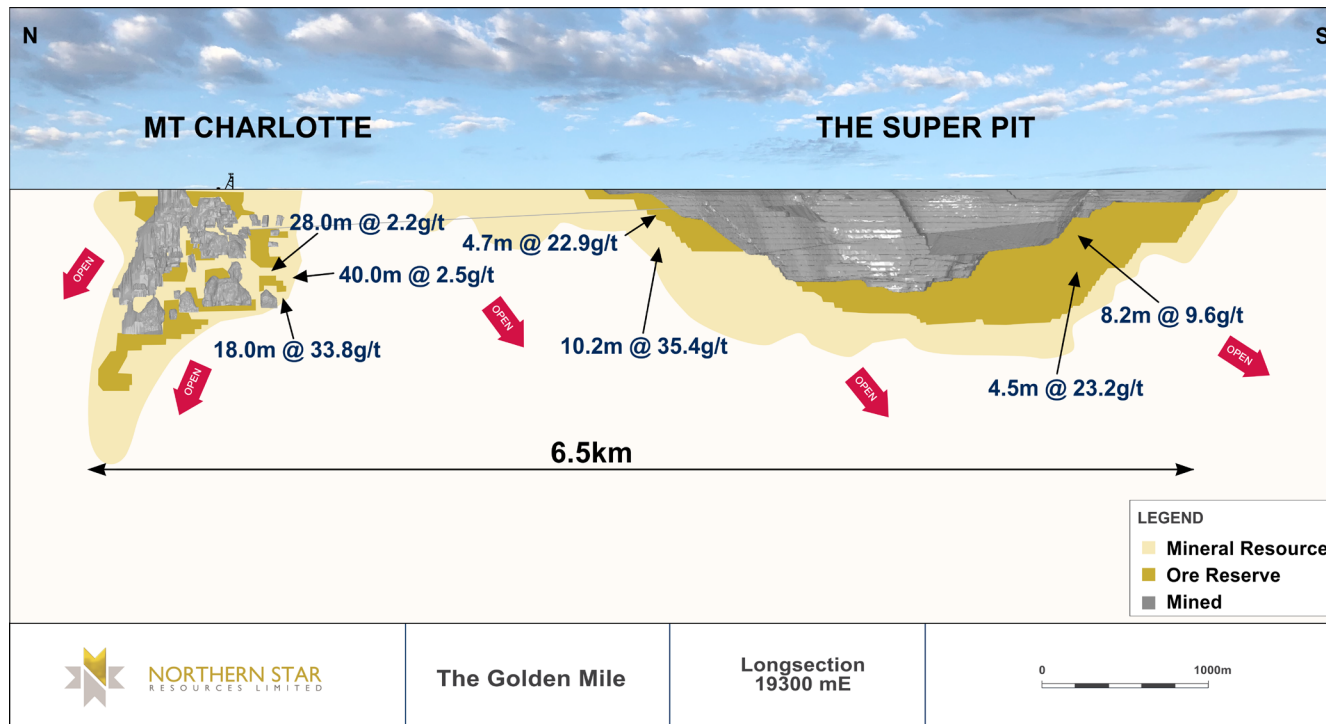 N
S
MT CHARLOTTE
THE SUPER PIT
28.0m @ 2.2g/t
4.7m @ 22.9g/t
OPEN
40.0m @ 2.5g/t
OPEN
8.2m @ 9.6g/t
18.0m @ 33.8g/t
10.2m @ 35.4g/t
OPEN
OPEN
OPEN
4.5m @ 23.2g/t
6.5km
LEGEND
Mineral Resource
Ore Reserve
Mined
NORTHERN STAR
RESOURCES LIMITED
The Golden Mile
Longsection
19300 mE
0
1000m